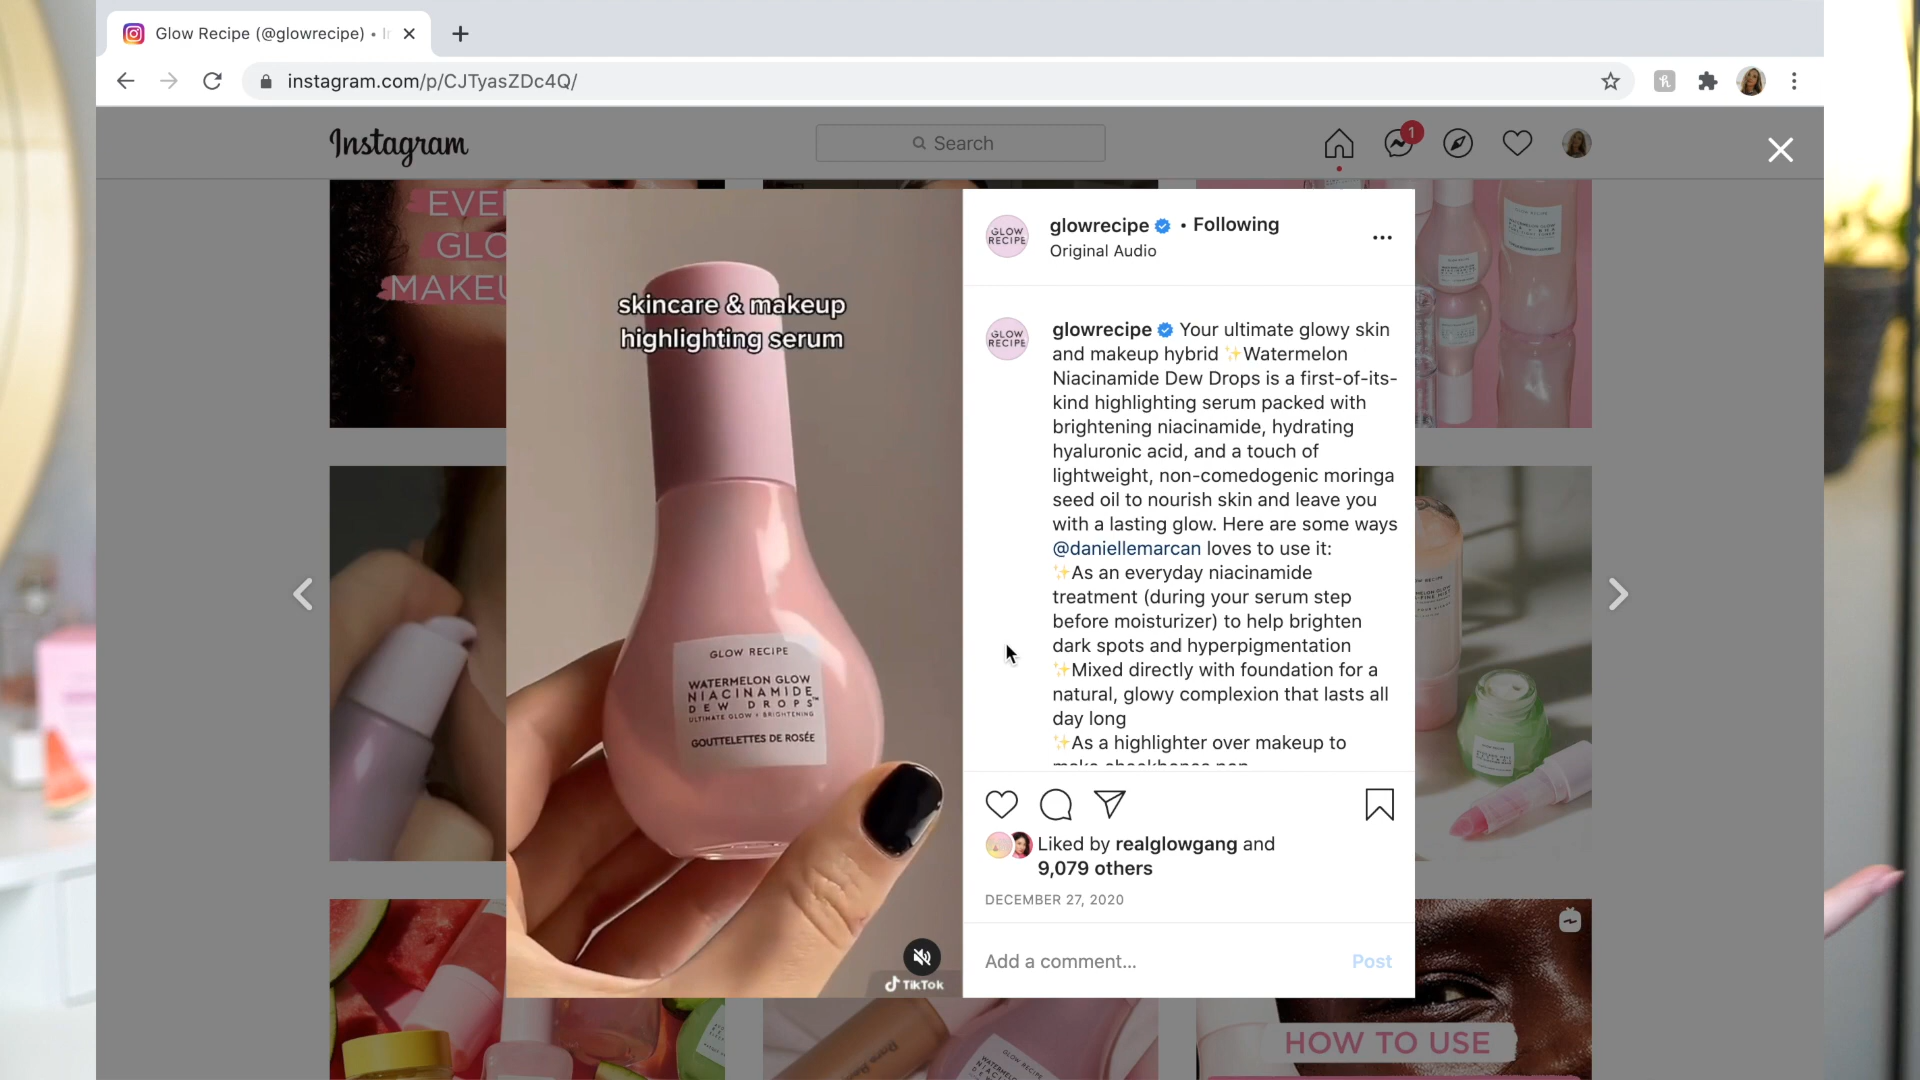 Glow Recipe (@glowrecipe) •
instagram.com/p/CJTyasZDc4Q/
Instagram
Search
1
EVE
GLO
MAKEU
skincare & makeup
highlighting serum
GLOW RECIPE
WATERMELON GLOW
NIACINAMIDE
DEW DROPS™
ULTIMATE GLOW + BRIGHTENING
GOUTTELETTES DE ROSÉE
TikTok
GLOW
RECIPE
glowrecipe • Following
Original Audio
GLOW
RECIPE
glowrecipe Your ultimate glowy skin
and makeup hybrid ✨Watermelon
Niacinamide Dew Drops is a first-of-its-
kind highlighting serum packed with
brightening niacinamide, hydrating
hyaluronic acid, and a touch of
lightweight, non-comedogenic moringa
seed oil to nourish skin and leave you
with a lasting glow. Here are some ways
@daniellemarcan loves to use it:
✨As an everyday niacinamide
treatment (during your serum step
before moisturizer) to help brighten
dark spots and hyperpigmentation
✨Mixed directly with foundation for a
natural, glowy complexion that lasts all
day long
✨As a highlighter over makeup to
make cheekbones pop
Liked by realglowgang and
9,079 others
DECEMBER 27, 2020
Add a comment...
Post
GLOW RECIPE
HOW TO USE